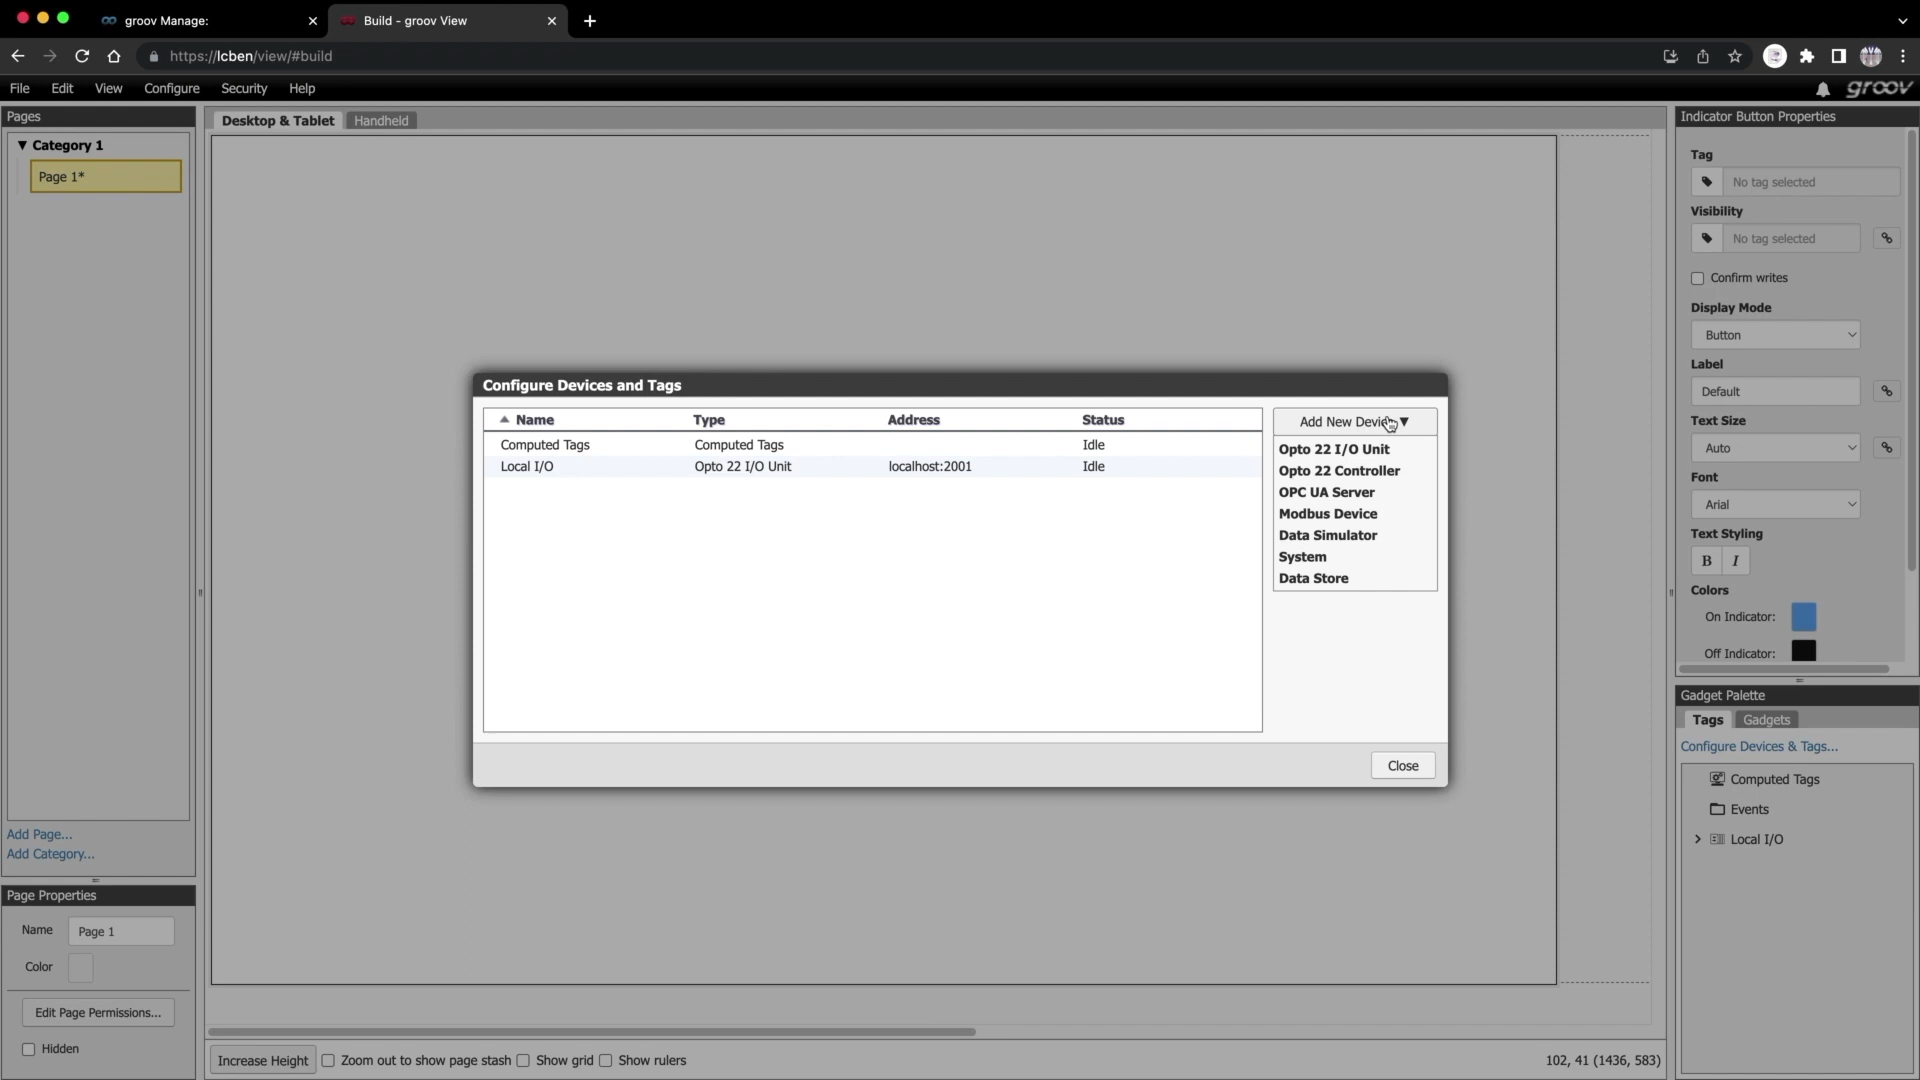 groov Manage:
Build - groov View
https://lcben/view/#build
File Edit View Configure Security Help
groov
Pages
Category 1
Page 1*
Add Page...
Add Category...
Page Properties
Name Page 1
Color
Edit Page Permissions...
Hidden
Desktop & Tablet Handheld
Configure Devices and Tags
Name Type Address Status
Computed Tags Computed Tags Idle
Local I/O Opto 22 I/O Unit localhost:2001 Idle
Add New Device ▼
Opto 22 I/O Unit
Opto 22 Controller
OPC UA Server
Modbus Device
Data Simulator
System
Data Store
Close
Increase Height Zoom out to show page stash Show grid Show rulers
102, 41 (1436, 583)
Indicator Button Properties
Tag
No tag selected
Visibility
No tag selected
Confirm writes
Display Mode
Button
Label
Default
Text Size
Auto
Font
Arial
Text Styling
B I
Colors
On Indicator:
Off Indicator:
Gadget Palette
Tags Gadgets
Configure Devices & Tags...
Computed Tags
Events
Local I/O